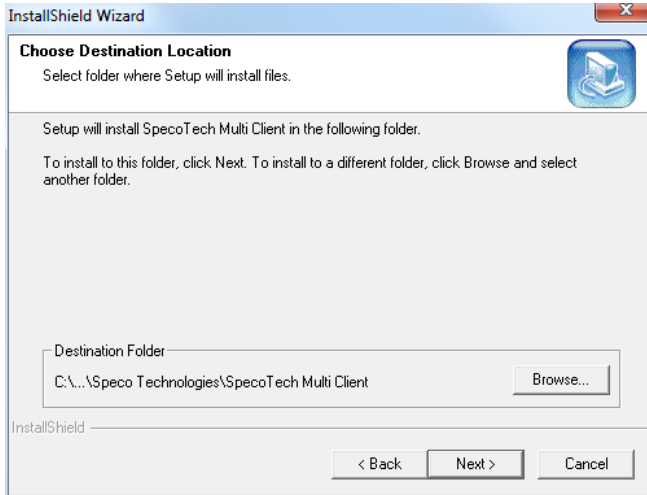 InstallShield Wizard
Choose Destination Location
Select folder where Setup will install files.
Setup will install SpecoTech Multi Client in the following folder.
To install to this folder, click Next. To install to a different folder, click Browse and select
another folder.
Destination Folder
C:\...\Speco Technologies\SpecoTech Multi Client
Browse...
InstallShield
< Back
Next >
Cancel